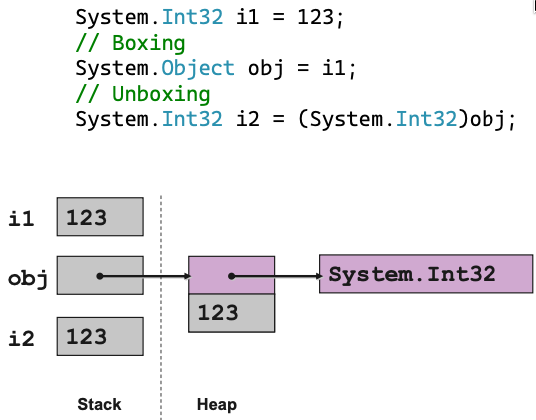 System.Int32 i1 = 123;
// Boxing
System.Object obj = i1;
// Unboxing
System.Int32 i2 = (System.Int32)obj;
i1 123
obj System.Int32
123
i2 123
Stack Heap